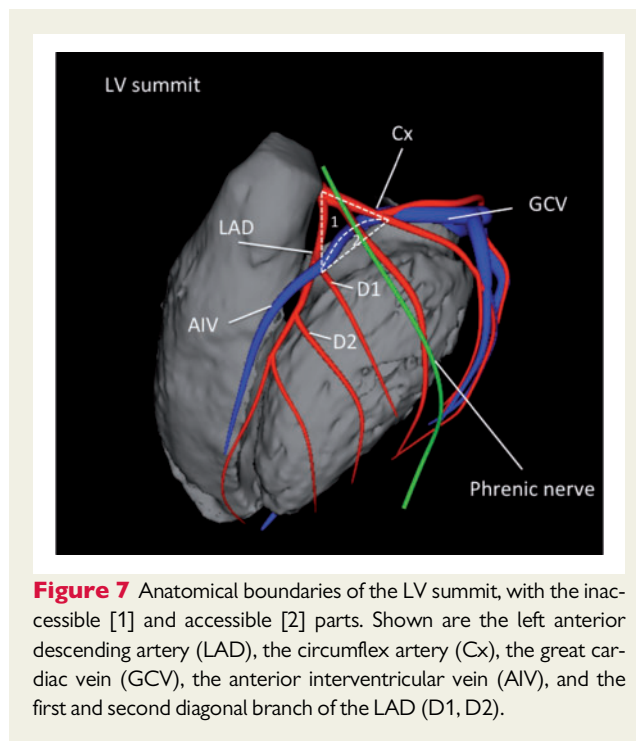 LV summit
Cx
GCV
LAD
1
2
D1
AIV
D2
Phrenic nerve
Figure 7 Anatomical boundaries of the LV summit, with the inac-
cessible [1] and accessible [2] parts. Shown are the left anterior
descending artery (LAD), the circumflex artery (Cx), the great car-
diac vein (GCV), the anterior interventricular vein (AIV), and the
first and second diagonal branch of the LAD (D1, D2).